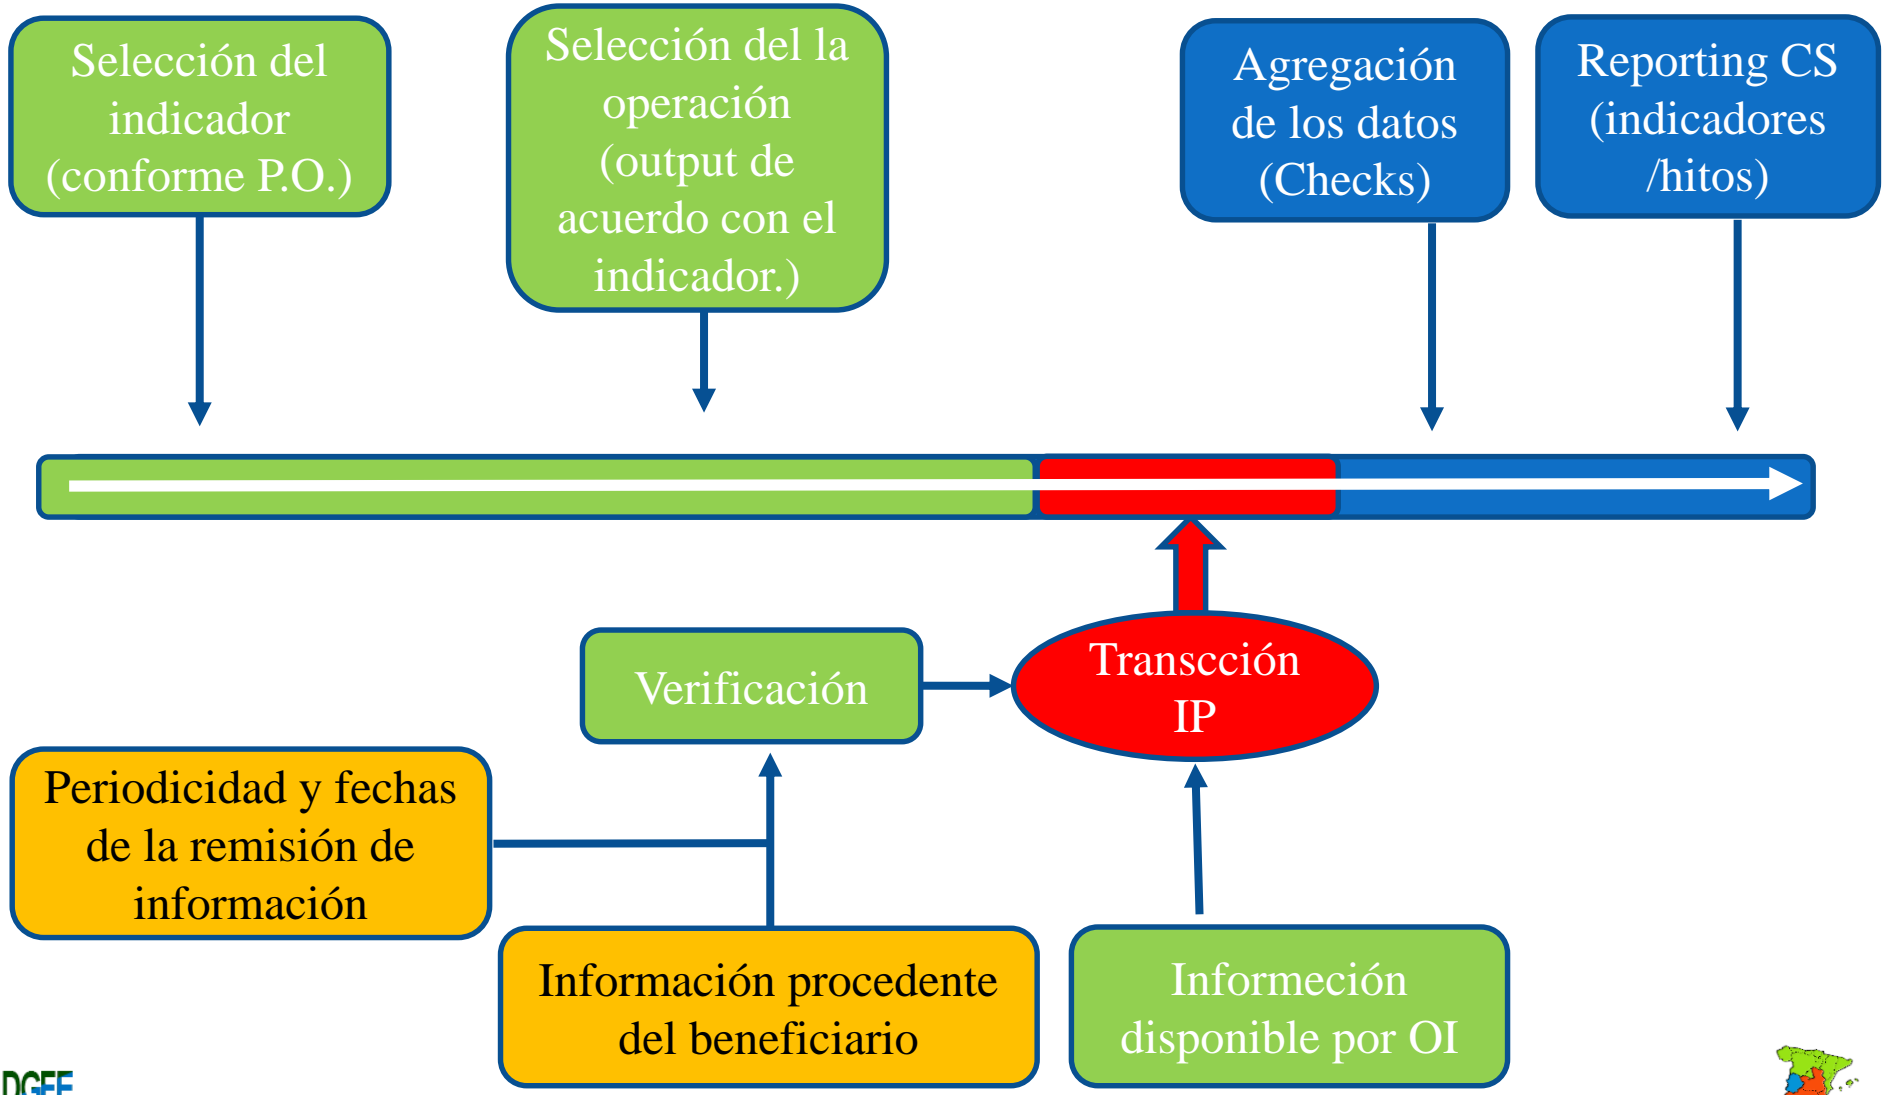 Selección del
indicador
(conforme P.O.)
Selección del la
operación
(output de
acuerdo con el
indicador.)
Agregación
de los datos
(Checks)
Reporting CS
(indicadores
/hitos)
Verificación
Transcción
IP
Periodicidad y fechas
de la remisión de
información
Información procedente
del beneficiario
Informeción
disponible por OI
DGFE